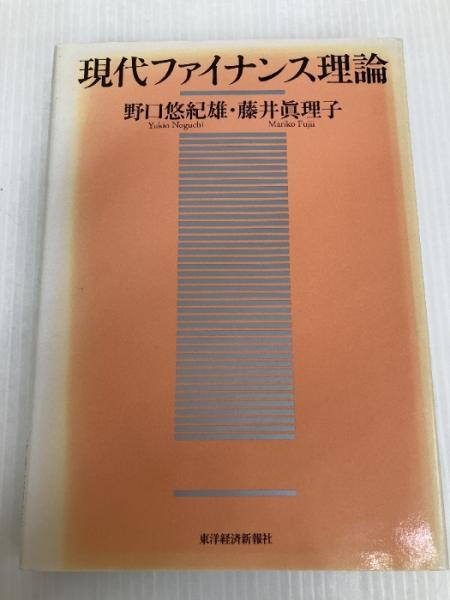 現代ファイナンス理論
野口悠紀雄・藤井眞理子
Yukio Noguchi Mariko Fujii
東洋経済新報社